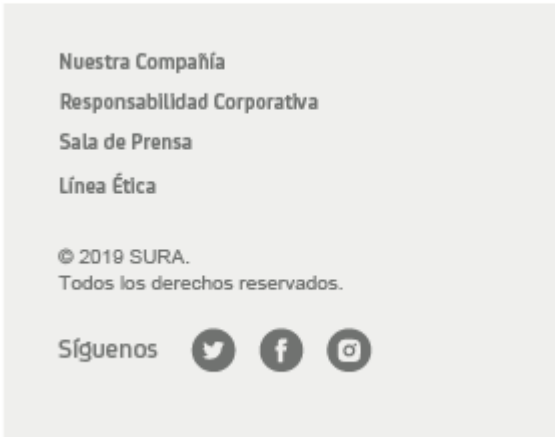 Nuestra Compañía
Responsabilidad Corporativa
Sala de Prensa
Línea Ética
© 2019 SURA.
Todos los derechos reservados.
Síguenos